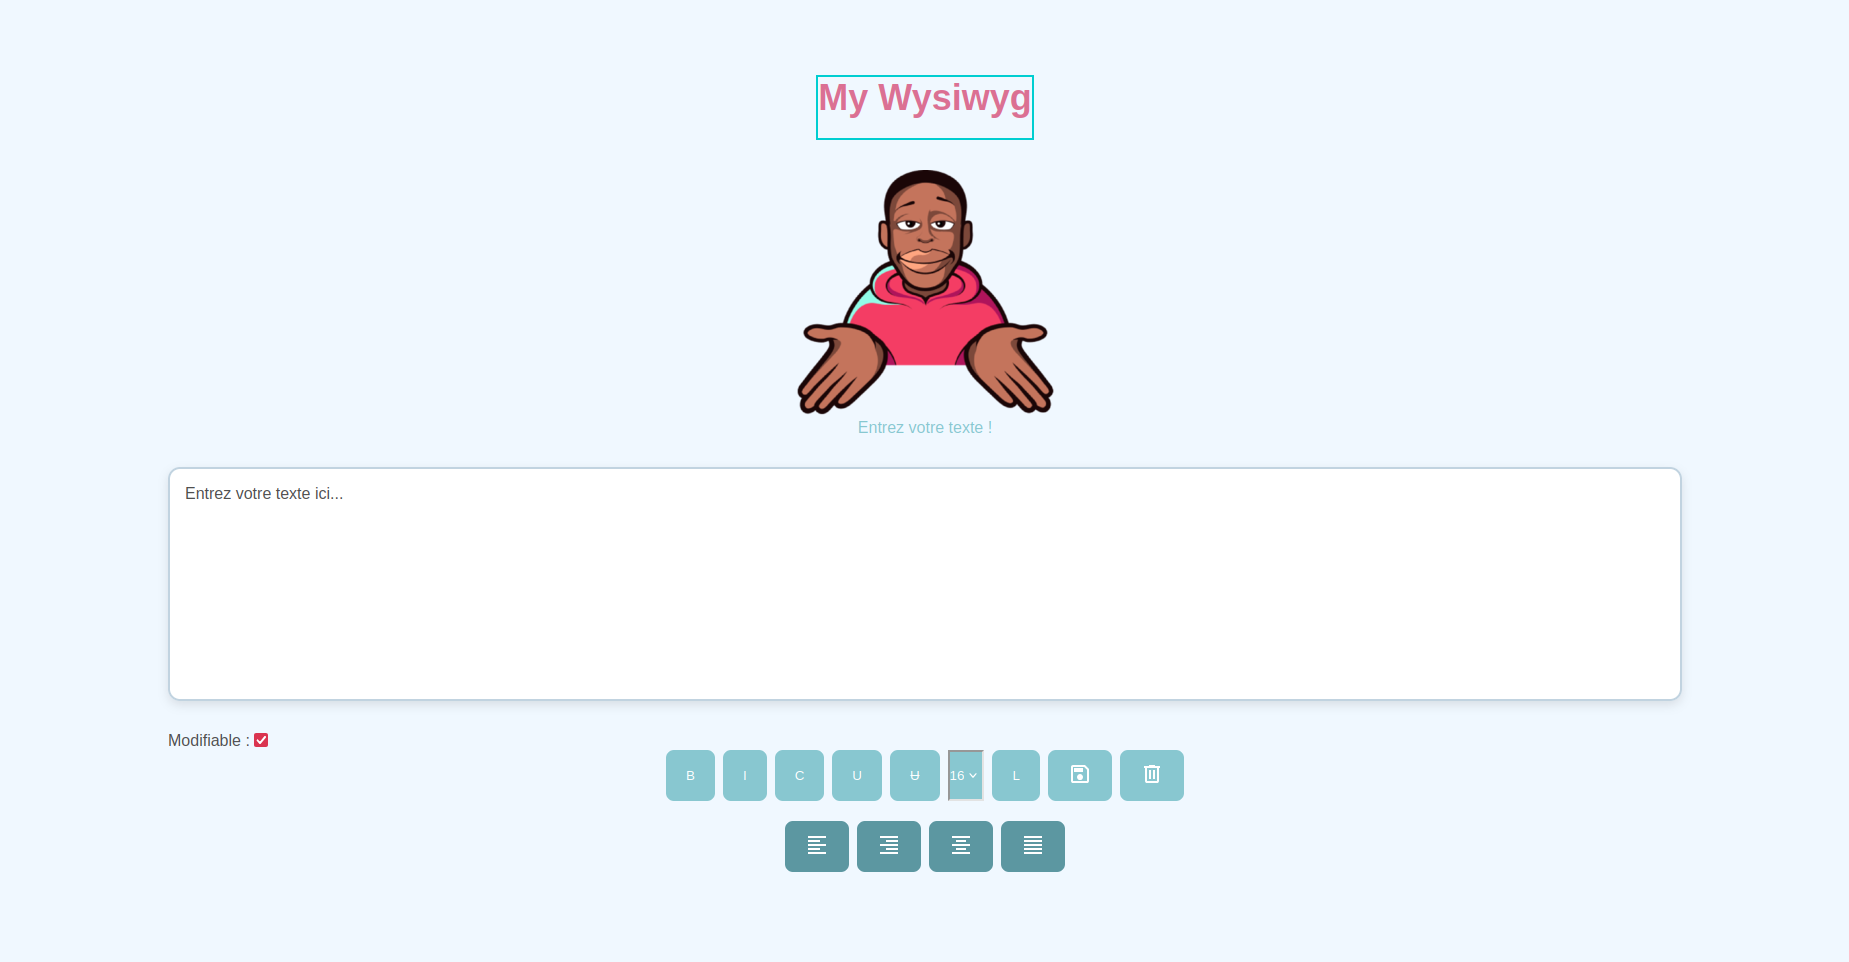 My Wysiwyg
Entrez votre texte !
Entrez votre texte ici...
Modifiable :
B I C U U 16 L